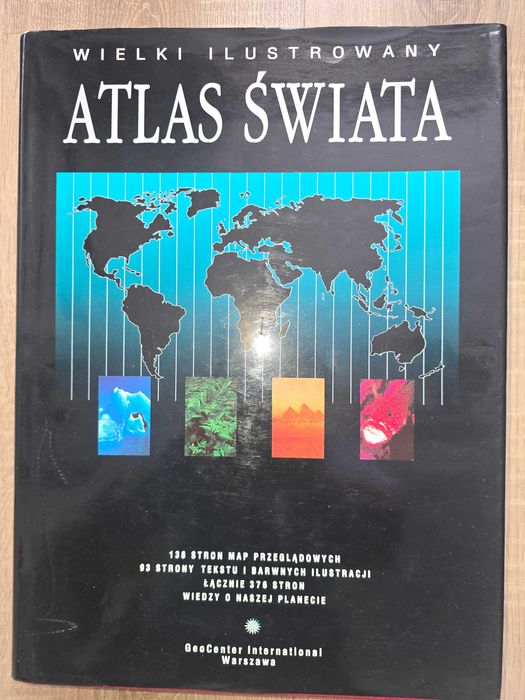 WIELKI ILUSTROWANY
ATLAS ŚWIATA
138 STRON MAP PRZEGLĄDOWYCH
93 STRONY TEKSTU I BARWNYCH ILUSTRACJI
ŁĄCZNIE 376 STRON
WIEDZY O NASZEJ PLANECIE
GeoCenter International
Warszawa